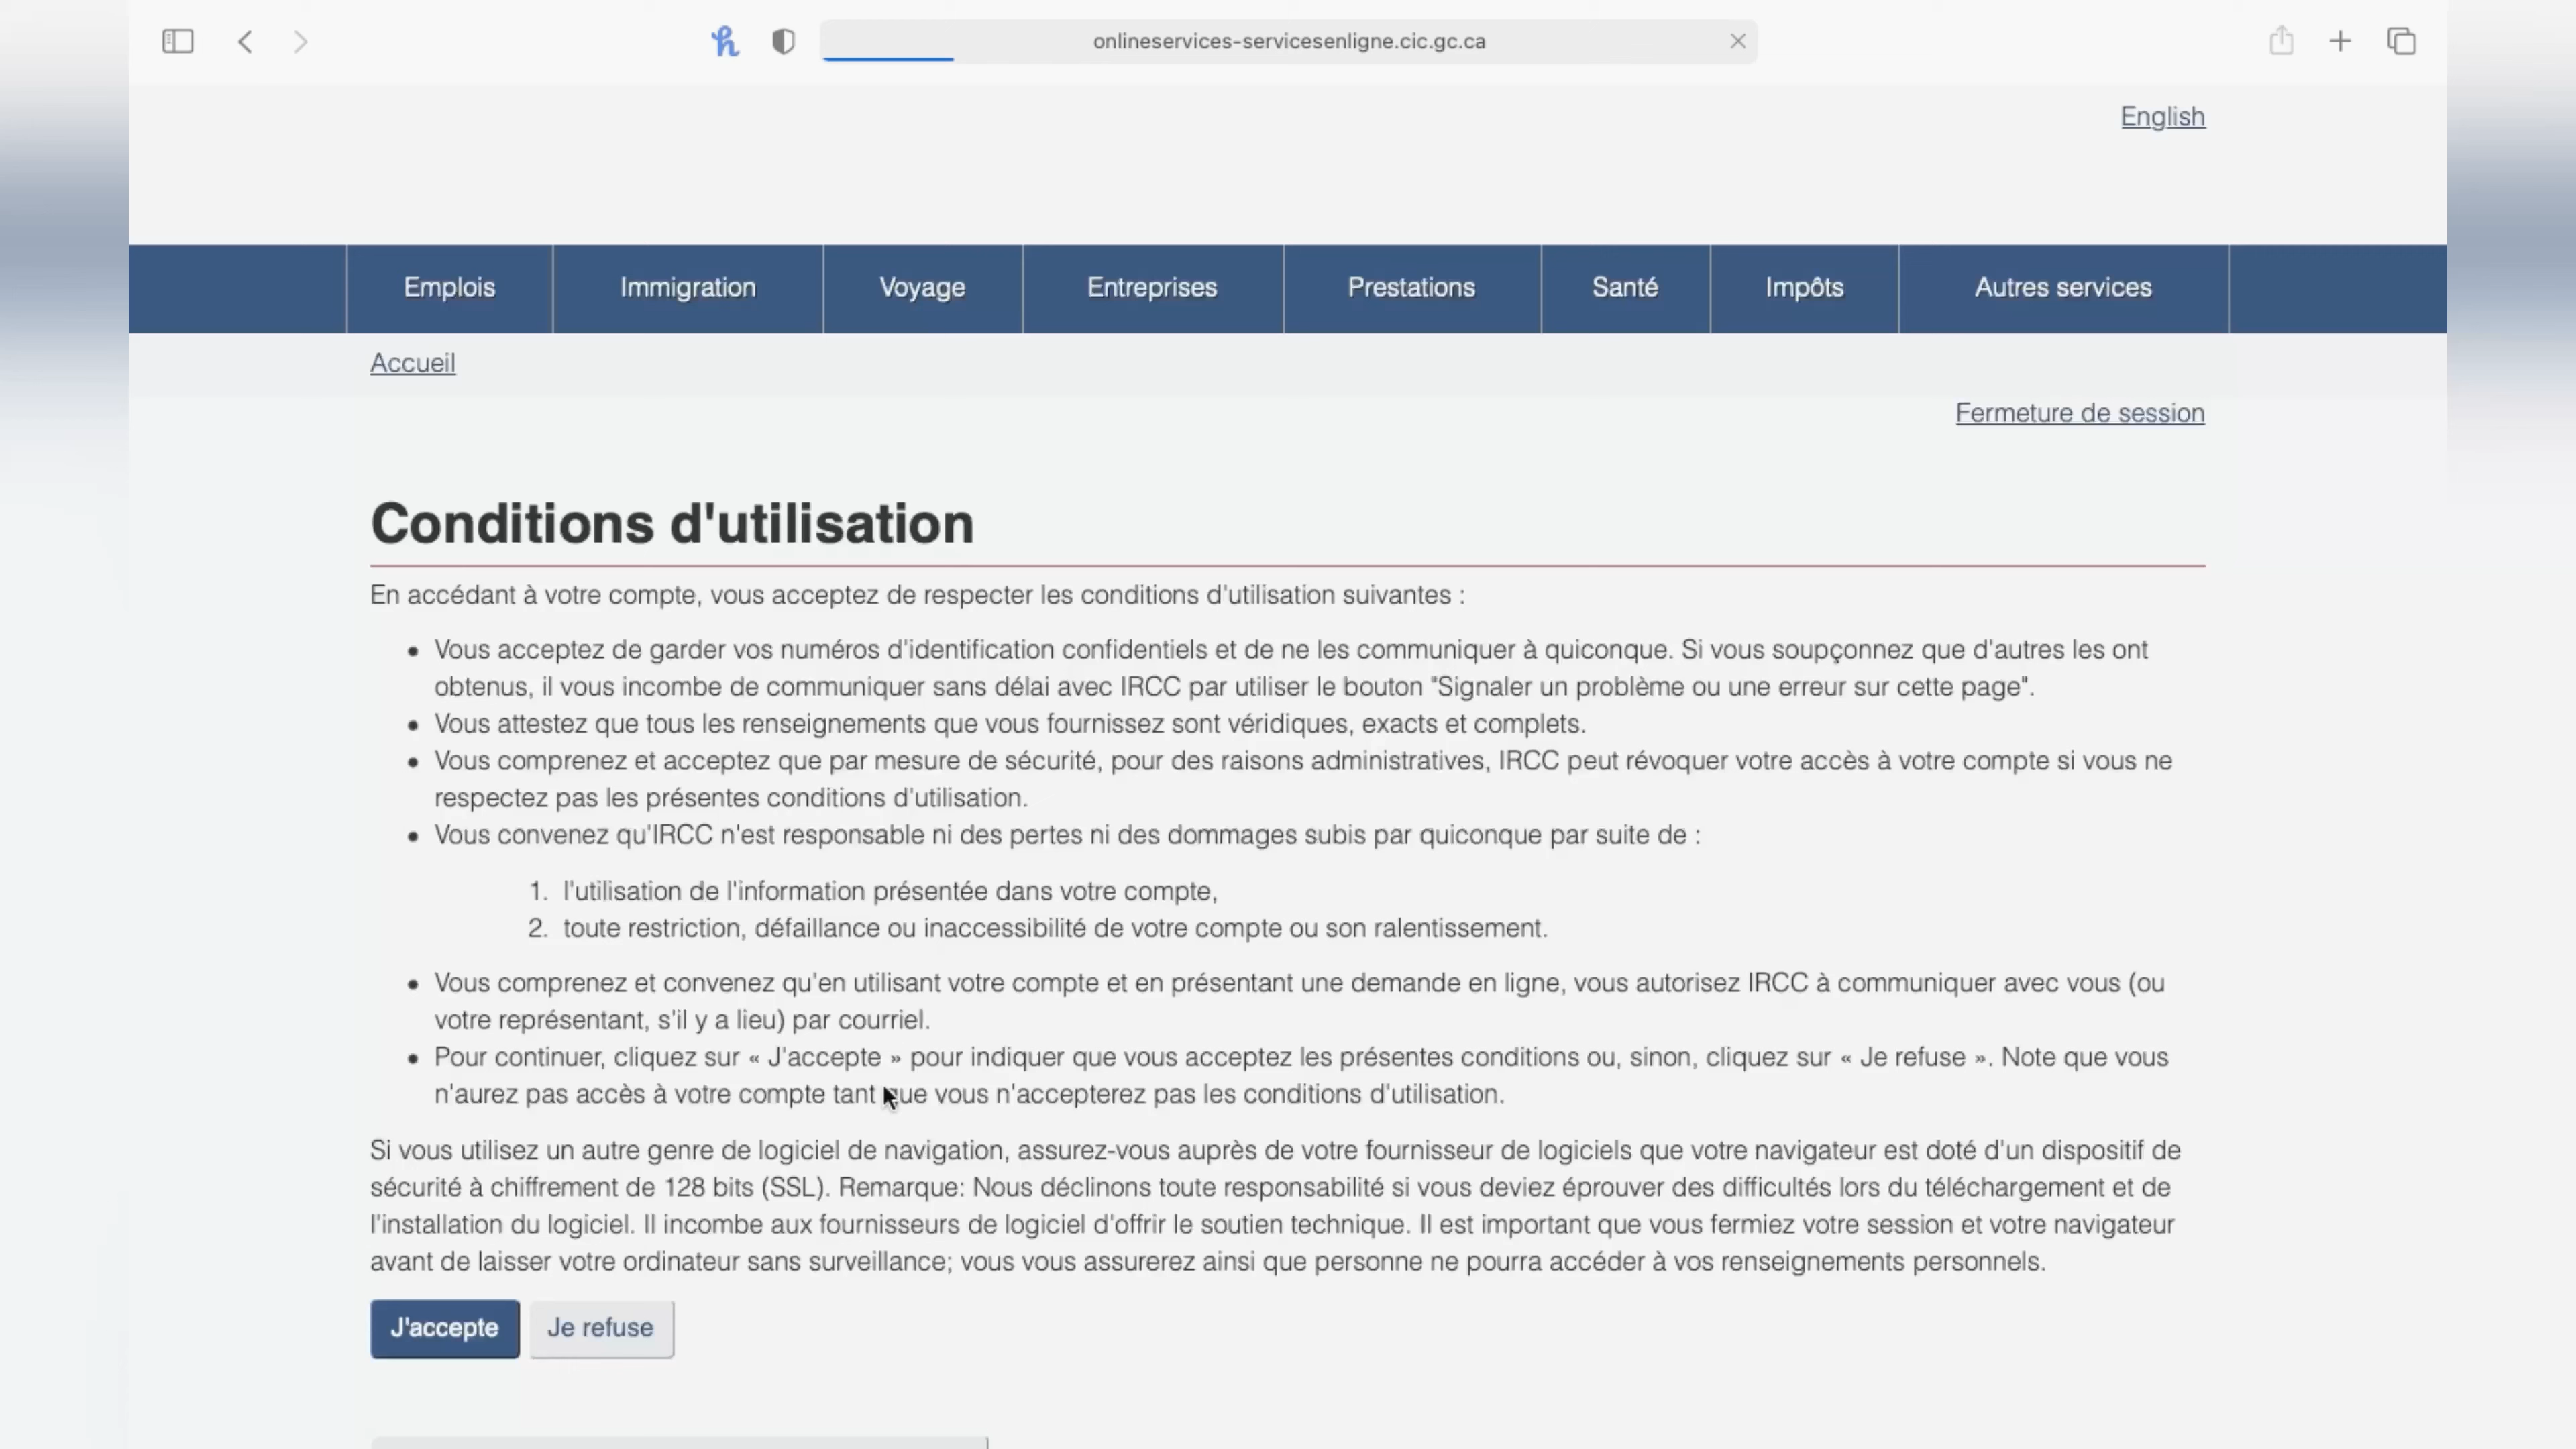 onlineservices-servicesenligne.cic.gc.ca
English
Emplois Immigration Voyage Entreprises Prestations Santé Impôts Autres services
Accueil
Fermeture de session
Conditions d'utilisation
En accédant à votre compte, vous acceptez de respecter les conditions d'utilisation suivantes :
• Vous acceptez de garder vos numéros d'identification confidentiels et de ne les communiquer à quiconque. Si vous soupçonnez que d'autres les ont
obtenus, il vous incombe de communiquer sans délai avec IRCC par utiliser le bouton "Signaler un problème ou une erreur sur cette page".
• Vous attestez que tous les renseignements que vous fournissez sont véridiques, exacts et complets.
• Vous comprenez et acceptez que par mesure de sécurité, pour des raisons administratives, IRCC peut révoquer votre accès à votre compte si vous ne
respectez pas les présentes conditions d'utilisation.
• Vous convenez qu'IRCC n'est responsable ni des pertes ni des dommages subis par quiconque par suite de :
1. l'utilisation de l'information présentée dans votre compte,
2. toute restriction, défaillance ou inaccessibilité de votre compte ou son ralentissement.
• Vous comprenez et convenez qu'en utilisant votre compte et en présentant une demande en ligne, vous autorisez IRCC à communiquer avec vous (ou
votre représentant, s'il y a lieu) par courriel.
• Pour continuer, cliquez sur « J'accepte » pour indiquer que vous acceptez les présentes conditions ou, sinon, cliquez sur « Je refuse ». Note que vous
n'aurez pas accès à votre compte tant que vous n'accepterez pas les conditions d'utilisation.
Si vous utilisez un autre genre de logiciel de navigation, assurez-vous auprès de votre fournisseur de logiciels que votre navigateur est doté d'un dispositif de
sécurité à chiffrement de 128 bits (SSL). Remarque: Nous déclinons toute responsabilité si vous deviez éprouver des difficultés lors du téléchargement et de
l'installation du logiciel. Il incombe aux fournisseurs de logiciel d'offrir le soutien technique. Il est important que vous fermiez votre session et votre navigateur
avant de laisser votre ordinateur sans surveillance; vous vous assurerez ainsi que personne ne pourra accéder à vos renseignements personnels.
J'accepte Je refuse